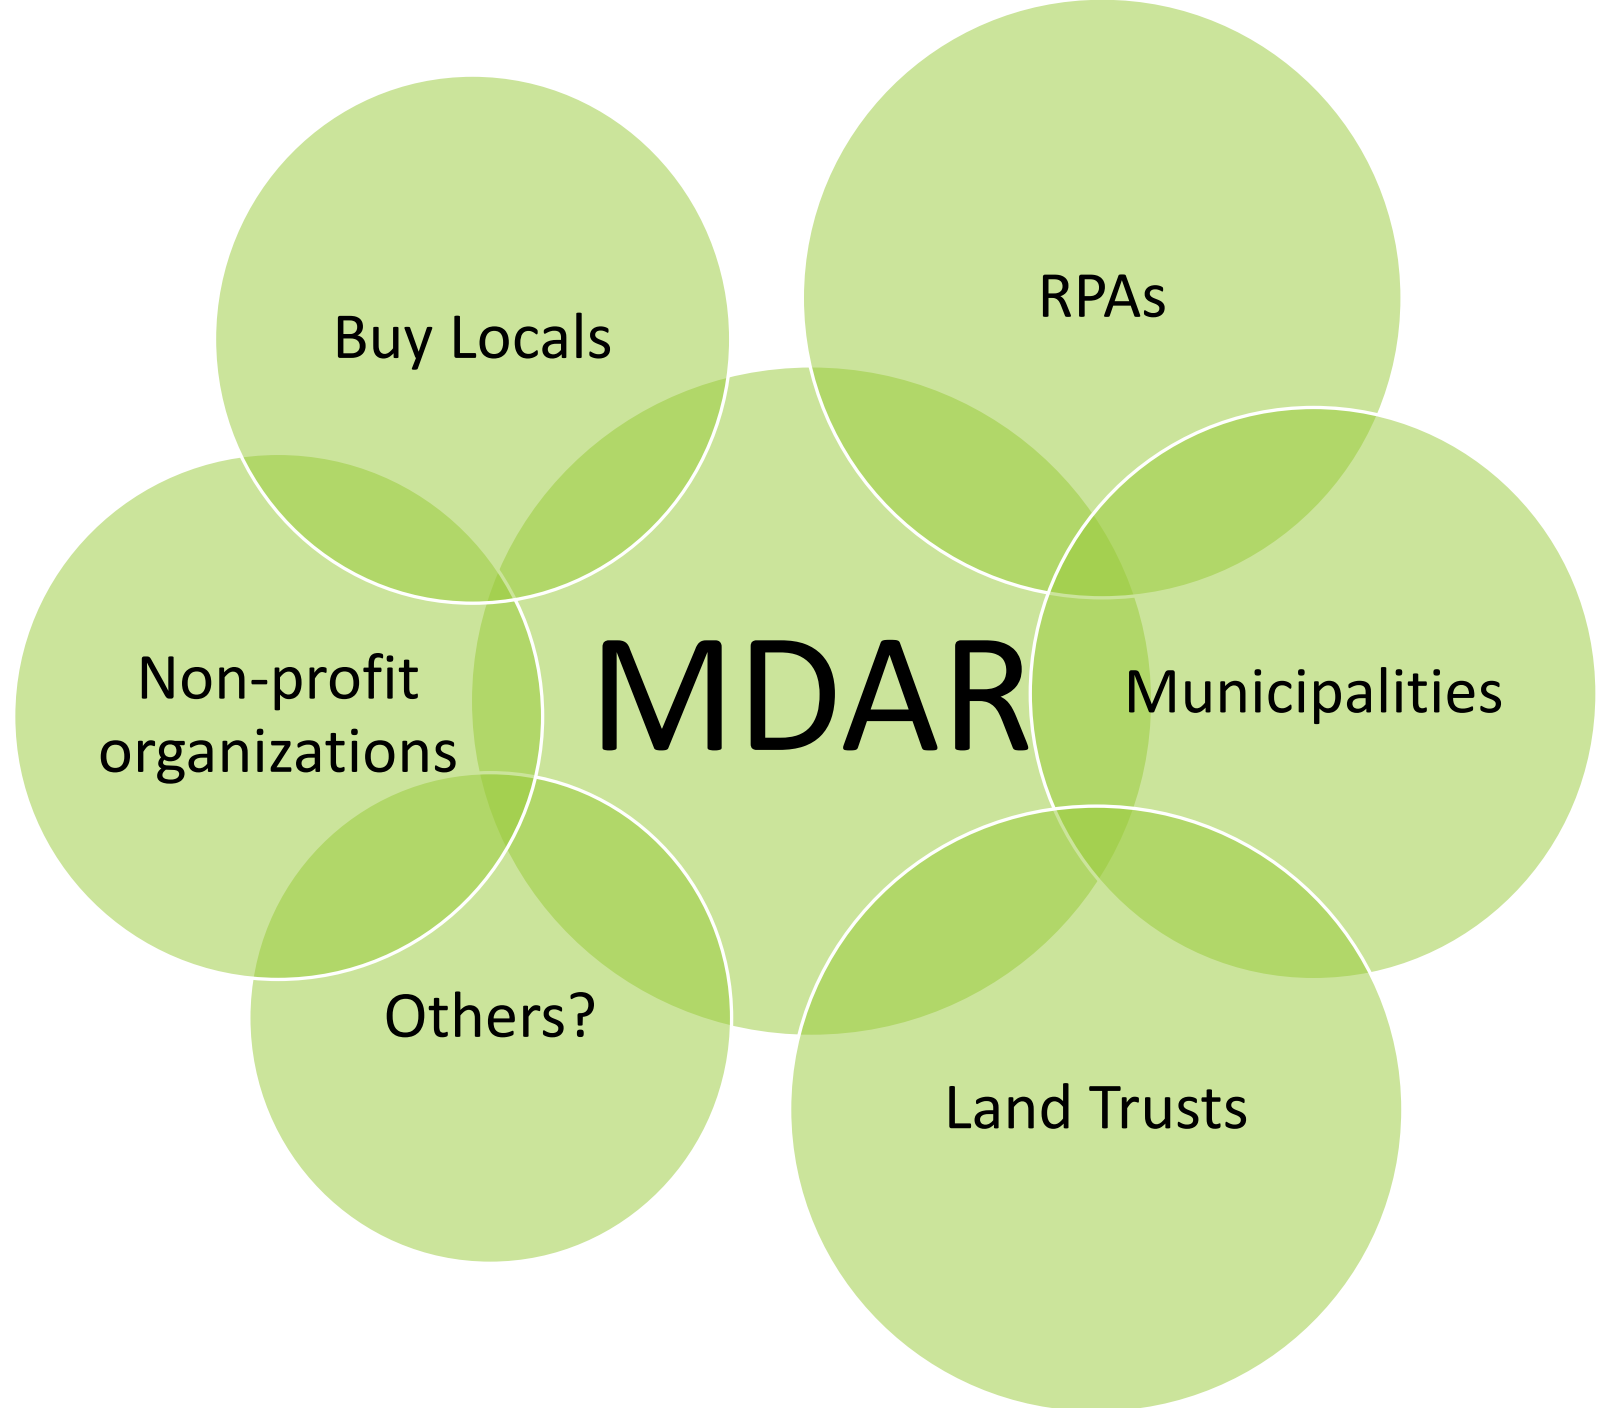 Buy Locals
RPAs
Non-profit
organizations
MDAR
Municipalities
Others?
Land Trusts